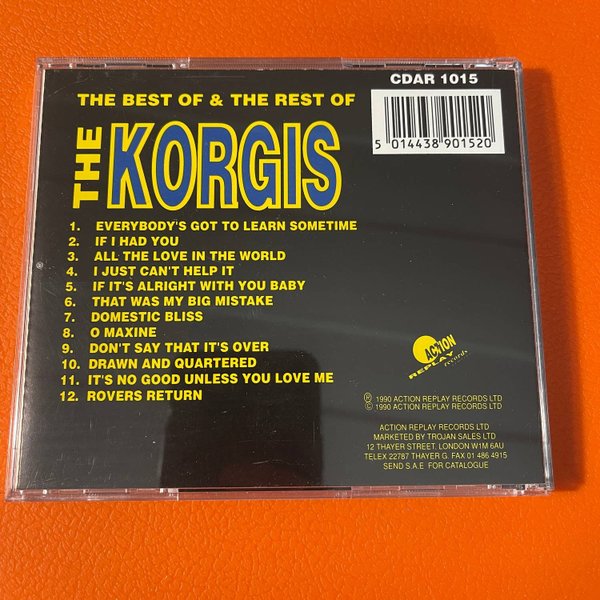 CDAR 1015
THE BEST OF & THE REST OF
THE KORGIS
5 014438 901520
1. EVERYBODY'S GOT TO LEARN SOMETIME
2. IF I HAD YOU
3. ALL THE LOVE IN THE WORLD
4. I JUST CAN'T HELP IT
5. IF IT'S ALRIGHT WITH YOU BABY
6. THAT WAS MY BIG MISTAKE
7. DOMESTIC BLISS
8. O MAXINE
9. DON'T SAY THAT IT'S OVER
10. DRAWN AND QUARTERED
11. IT'S NO GOOD UNLESS YOU LOVE ME
12. ROVERS RETURN
ACTION
REPLAY
records
Ⓟ 1990 ACTION REPLAY RECORDS LTD
© 1990 ACTION REPLAY RECORDS LTD
ACTION REPLAY RECORDS LTD
MARKETED BY TROJAN SALES LTD
12 THAYER STREET. LONDON W1M 6AU
TELEX 22787 THAYER G. FAX 01 486 4915
SEND S.A.E FOR CATALOGUE